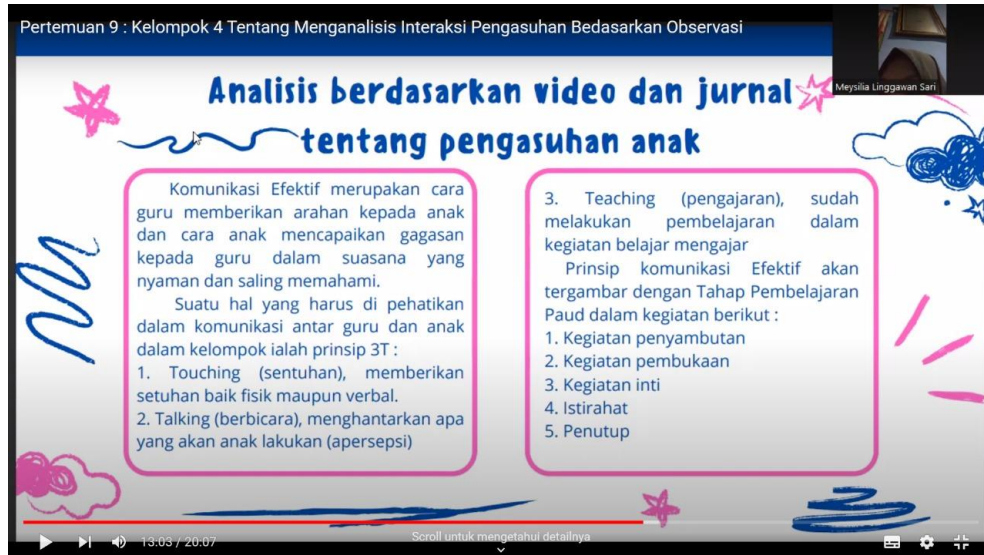 Pertemuan 9 : Kelompok 4 Tentang Menganalisis Interaksi Pengasuhan Bedasarkan Observasi
Meysilia Linggawan Sari
Analisis berdasarkan video dan jurnal
tentang pengasuhan anak
Komunikasi Efektif merupakan cara
guru memberikan arahan kepada anak
dan cara anak mencapaikan gagasan
kepada guru dalam suasana yang
nyaman dan saling memahami.
Suatu hal yang harus di pehatikan
dalam komunikasi antar guru dan anak
dalam kelompok ialah prinsip 3T :
1. Touching (sentuhan), memberikan
setuhan baik fisik maupun verbal.
2. Talking (berbicara), menghantarkan apa
yang akan anak lakukan (apersepsi)
3. Teaching (pengajaran), sudah
melakukan pembelajaran dalam
kegiatan belajar mengajar
Prinsip komunikasi Efektif akan
tergambar dengan Tahap Pembelajaran
Paud dalam kegiatan berikut :
1. Kegiatan penyambutan
2. Kegiatan pembukaan
3. Kegiatan inti
4. Istirahat
5. Penutup
13:03 / 20:07
Scroll untuk mengetahui detailnya